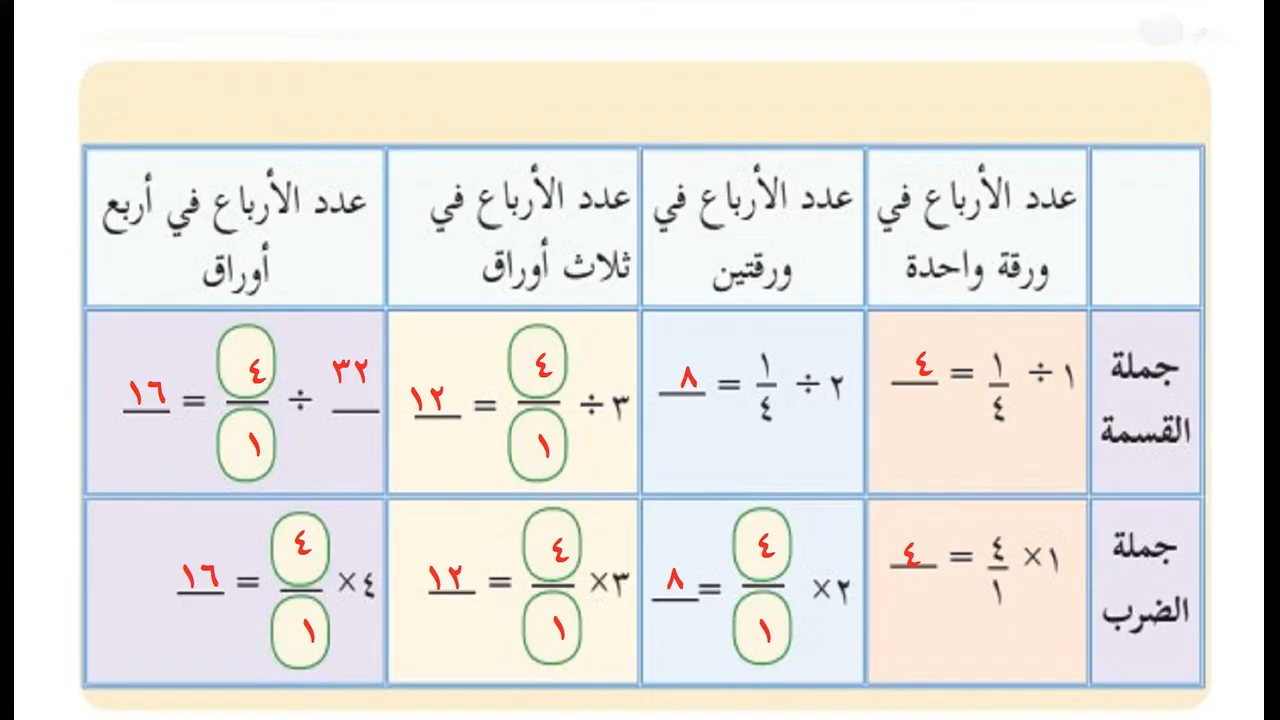 عدد الأرباع في ورقة واحدة
عدد الأرباع في ورقتين
عدد الأرباع في ثلاث أوراق
عدد الأرباع في أربع أوراق
جملة القسمة
١ ÷ ١/٤ = ٤
٢ ÷ ١/٤ = ٨
٣ ÷ ٤/١ = ١٢
٣٢ ÷ ٤/١ = ١٦
جملة الضرب
١ × ٤/١ = ٤
٢ × ٤/١ = ٨
٣ × ٤/١ = ١٢
٤ × ٤/١ = ١٦